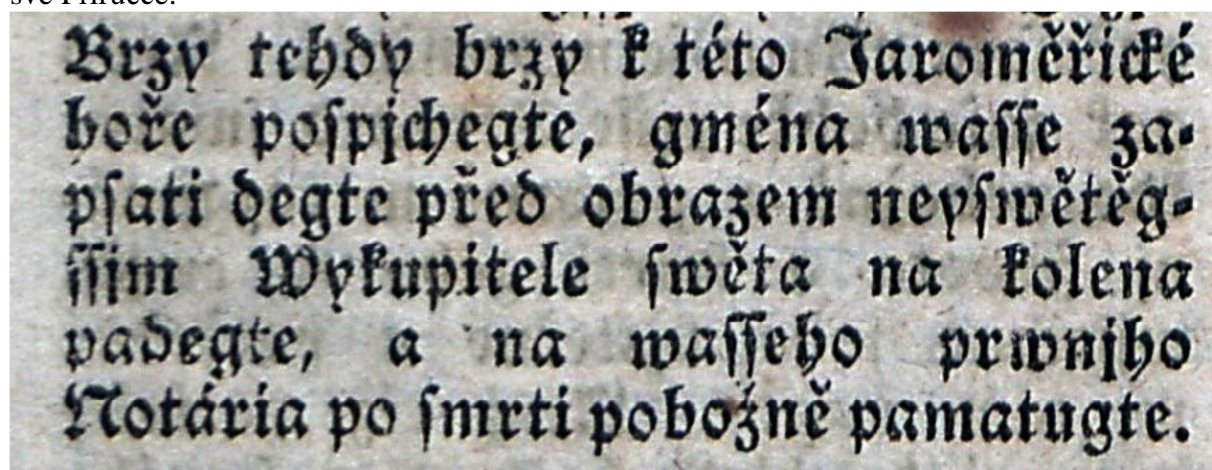 Brzy tehdy brzy k této Jaroměřické
hoře poſpjchegte, gména waſſe za-
pſati degte před obrazem neyſwětěg-
ſſjm Wykupitele ſwěta na kolena
padegte, a na waſſeho prwnjho
Notária po ſmrti pobožně pamatugte.